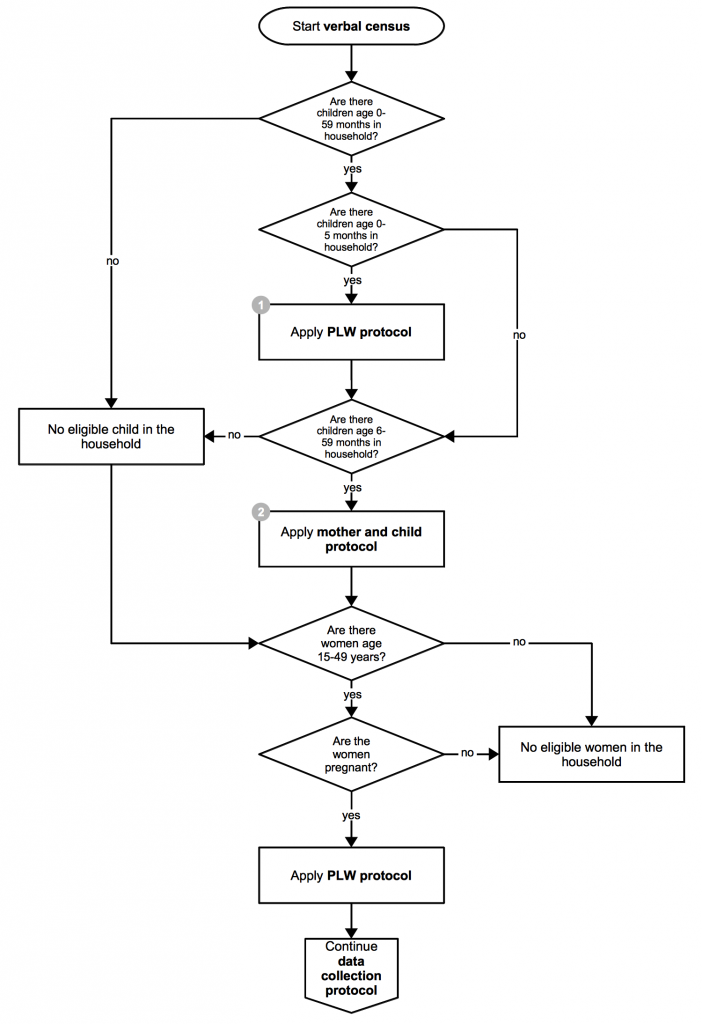 Start verbal census
Are there
children age 0-
59 months in
household?
yes
Are there
children age 0-
5 months in
household?
no
yes
1
Apply PLW protocol
no
Are there
children age 6-
59 months in
household?
no
No eligible child in the
household
yes
2
Apply mother and child
protocol
Are there
women age
15-49 years?
no
yes
Are the
women
pregnant?
no
No eligible women in the
household
yes
Apply PLW protocol
Continue
data
collection
protocol